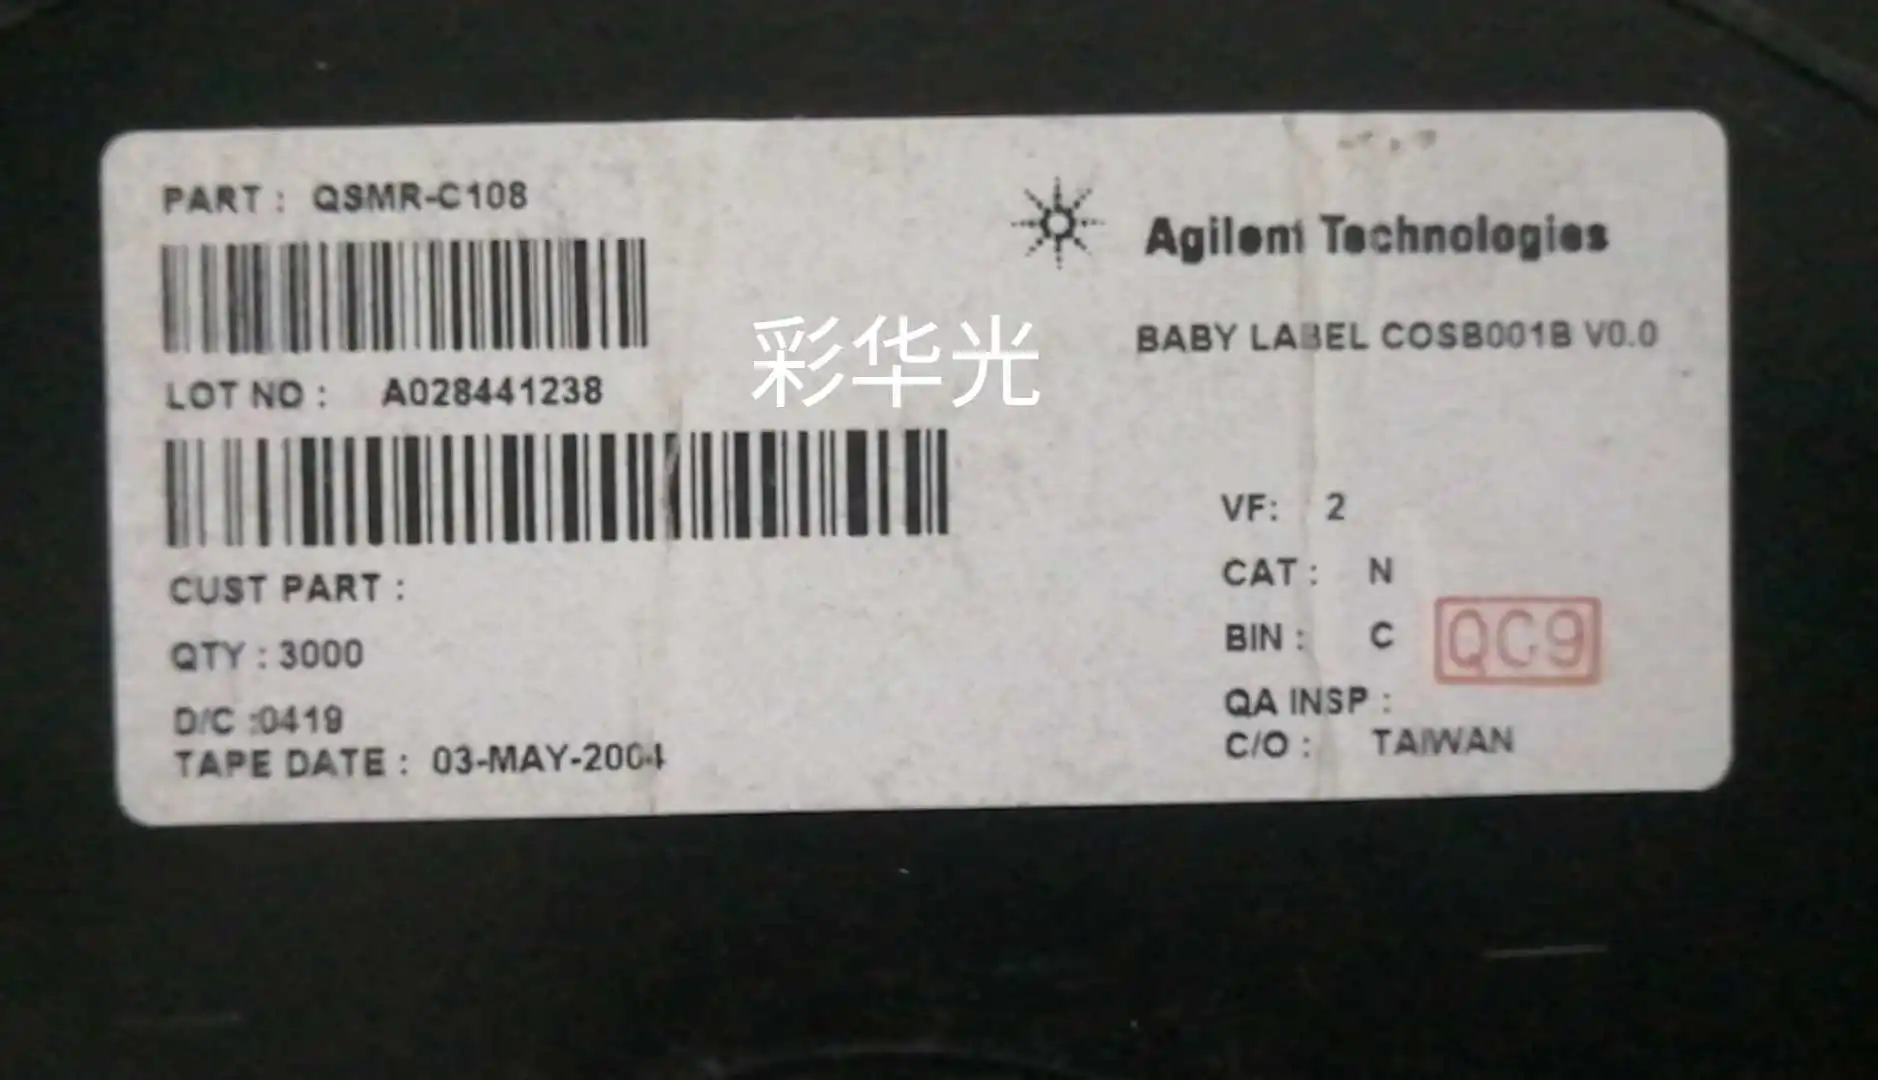 PART : QSMR-C108
Agilent Technologies
BABY LABEL COSB001B V0.0
彩华光
LOT NO : A028441238
VF: 2
CAT : N
CUST PART :
BIN : C
QC9
QTY : 3000
QA INSP :
D/C :0419
C/O : TAIWAN
TAPE DATE : 03-MAY-2004